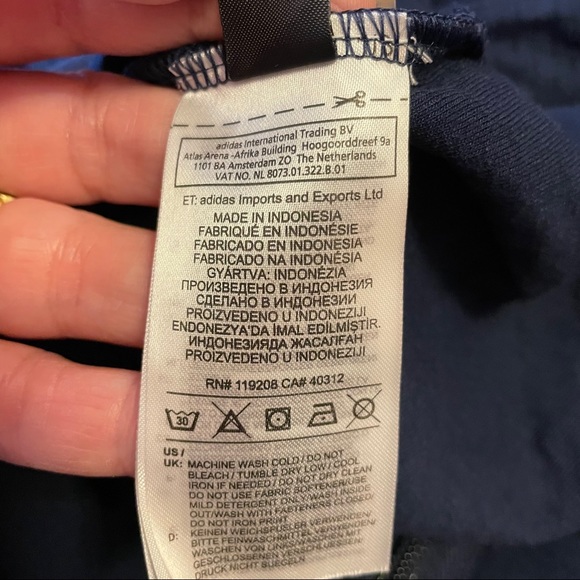 adidas International Trading BV
Atlas Arena -Afrika Building Hoogoorddreef 9a
1101 BA Amsterdam ZO The Netherlands
VAT NO. NL 8073.01.322.B.01
ET: adidas Imports and Exports Ltd
MADE IN INDONESIA
FABRIQUÉ EN INDONÉSIE
FABRICADO EN INDONESIA
FABRICADO NA INDONÉSIA
GYÁRTVA: INDONÉZIA
ПРОИЗВЕДЕНО В ИНДОНЕЗИЯ
СДЕЛАНО В ИНДОНЕЗИИ
PROIZVEDENO U INDONEZIJI
ENDONEZYA'DA İMAL EDİLMİŞTİR.
ИНДОНЕЗИЯДА ЖАСАЛҒАН
PROIZVEDENO U INDONEZIJI
RN# 119208 CA# 40312
30
US /
UK: MACHINE WASH COLD / DO NOT
BLEACH / TUMBLE DRY LOW / COOL
IRON IF NEEDED / DO NOT DRY CLEAN
DO NOT USE FABRIC SOFTENER/USE
MILD DETERGENT ONLY/WASH INSIDE
OUT/WASH WITH FASTENERS CLOSED/
DO NOT IRON PRINT
D: KEINEN WEICHSPÜLER VERWENDEN/
BITTE FEINWASCHMITTEL VERWENDEN/
WASCHEN VON LINKS/WASCHEN MIT
GESCHLOSSENEN VERSCHLUESSEN/
DRUCK NICHT BUEGELN